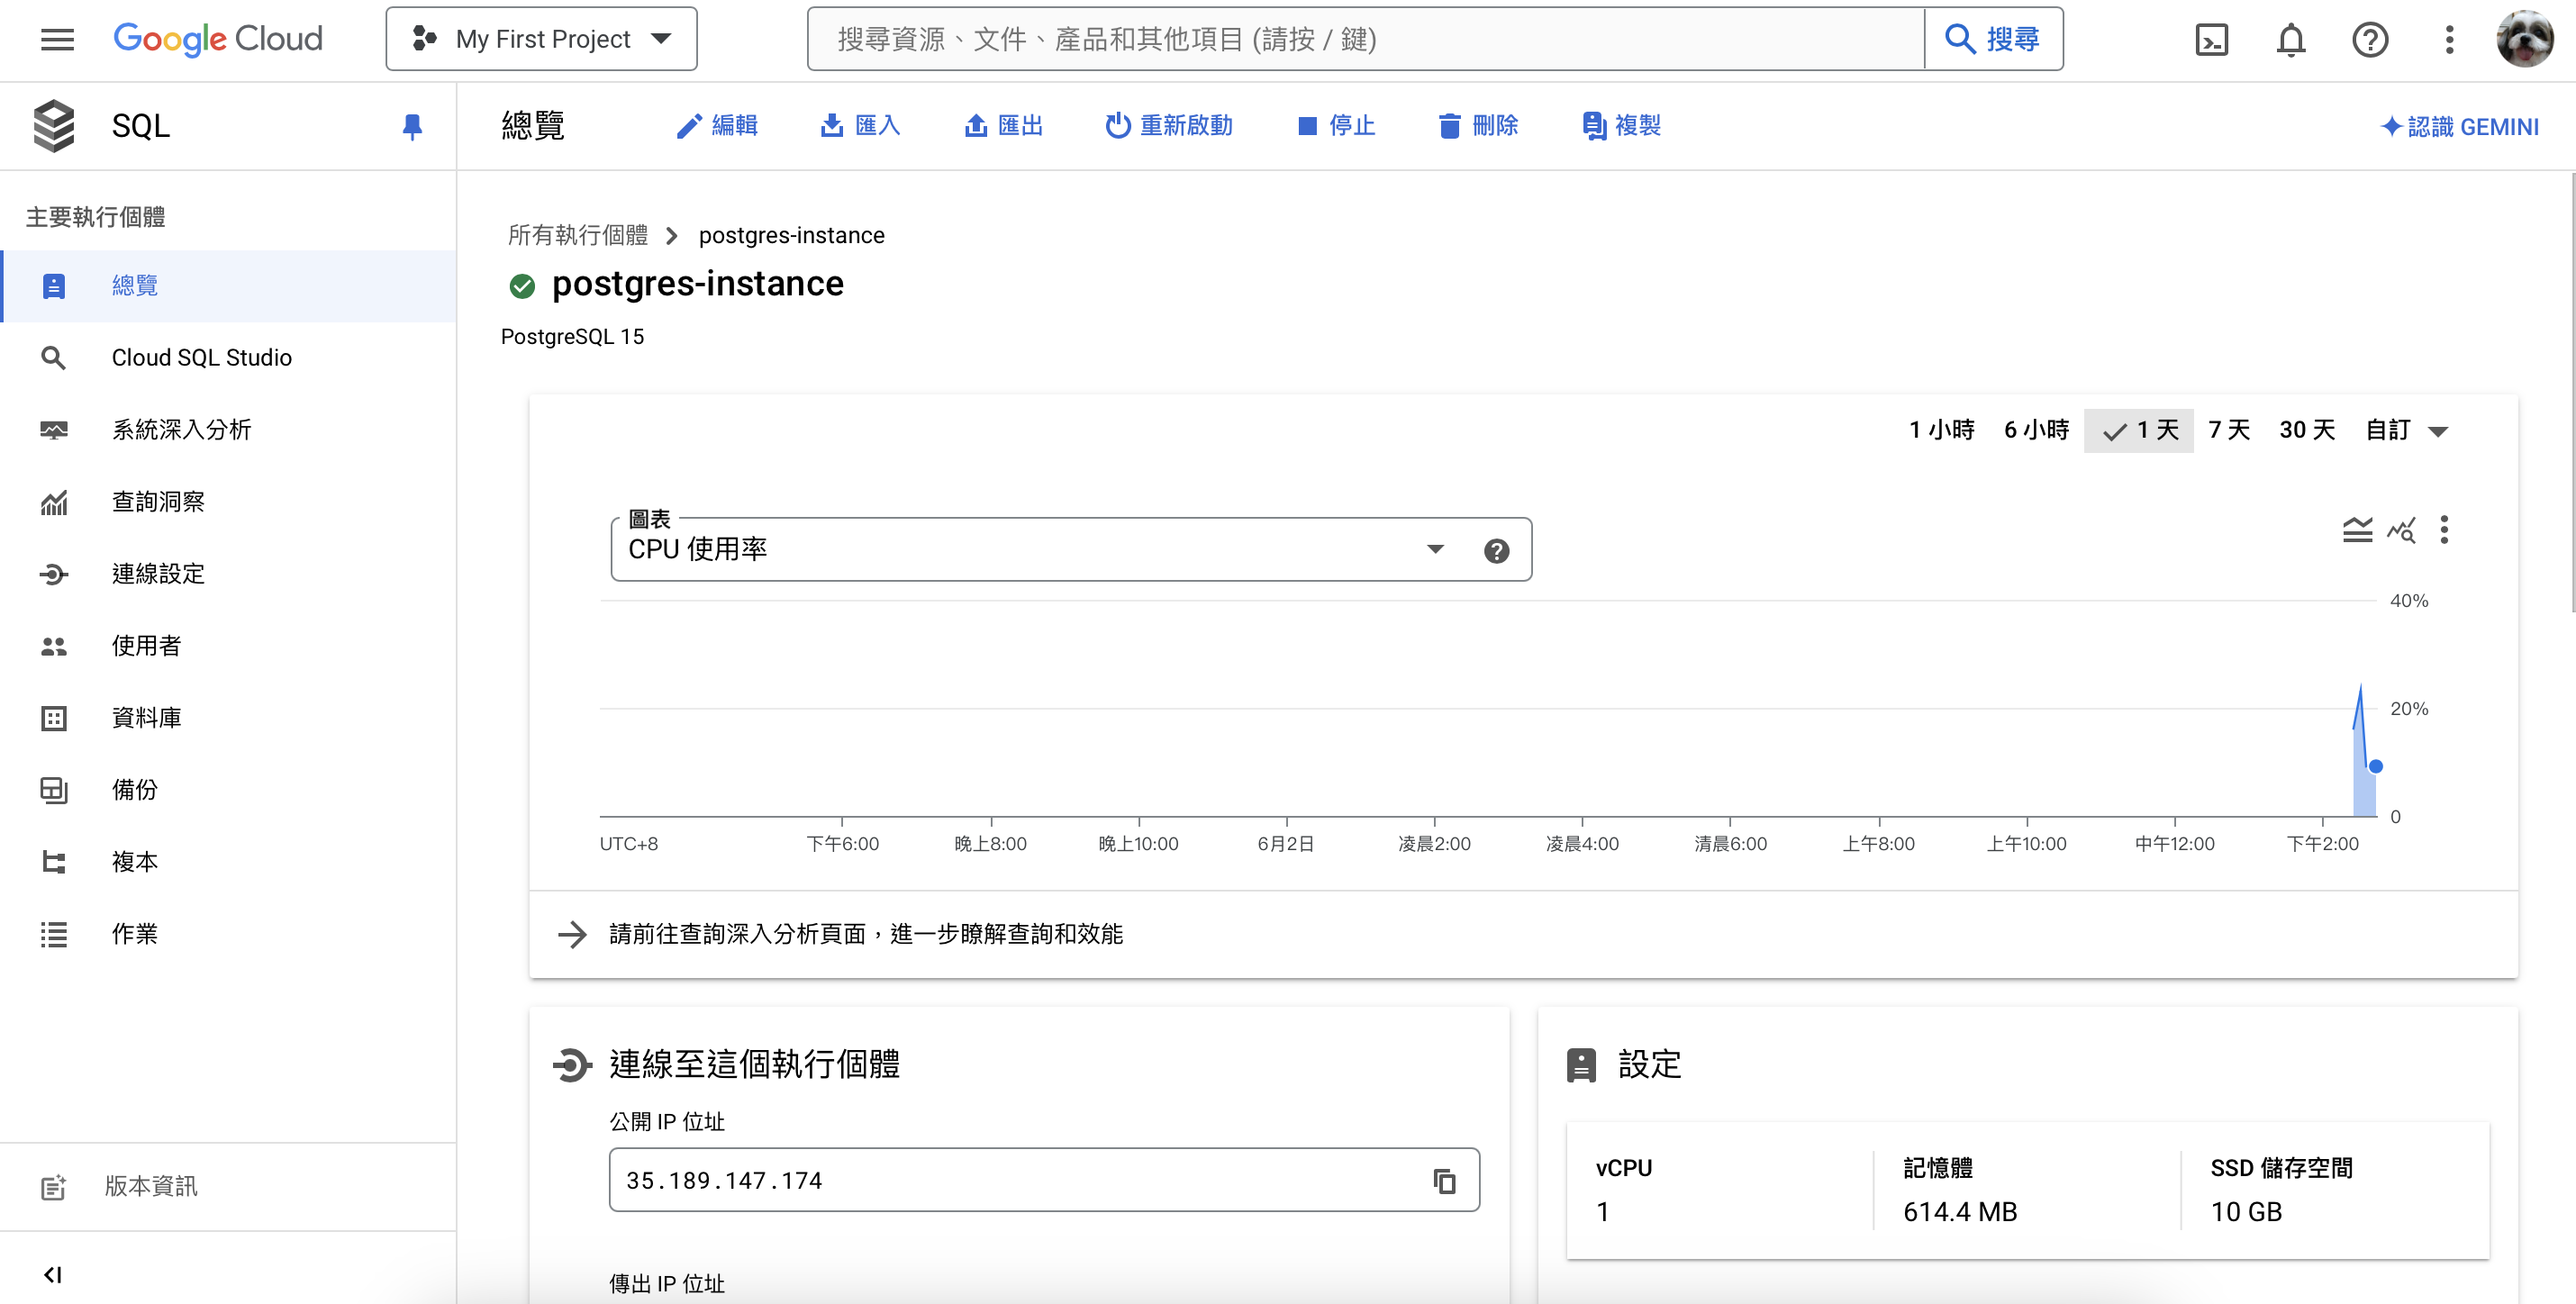 Google Cloud
My First Project
搜尋資源、文件、產品和其他項目 (請按 / 鍵)
搜尋
SQL
總覽
編輯
匯入
匯出
重新啟動
停止
刪除
複製
認識 GEMINI
主要執行個體
總覽
Cloud SQL Studio
系統深入分析
查詢洞察
連線設定
使用者
資料庫
備份
複本
作業
版本資訊
所有執行個體
postgres-instance
postgres-instance
PostgreSQL 15
1 小時 6 小時 1 天 7 天 30 天 自訂
圖表
CPU 使用率
40%
20%
0
UTC+8 下午6:00 晚上8:00 晚上10:00 6月2日 凌晨2:00 凌晨4:00 清晨6:00 上午8:00 上午10:00 中午12:00 下午2:00
請前往查詢深入分析頁面，進一步瞭解查詢和效能
連線至這個執行個體
公開 IP 位址
35.189.147.174
傳出 IP 位址
設定
vCPU
1
記憶體
614.4 MB
SSD 儲存空間
10 GB